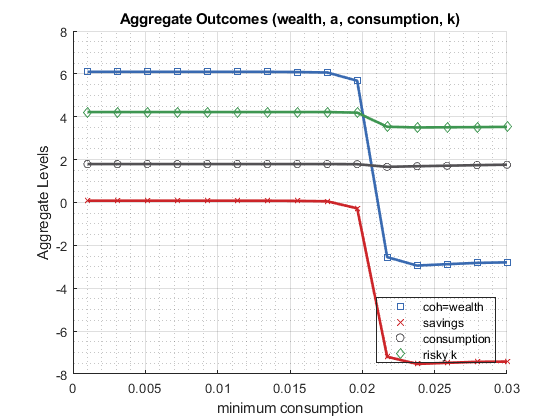 Aggregate Outcomes (wealth, a, consumption, k)
8
6
4
2
0
-2
-4
-6
-8
Aggregate Levels
coh=wealth
savings
consumption
risky k
0 0.005 0.01 0.015 0.02 0.025 0.03
minimum consumption